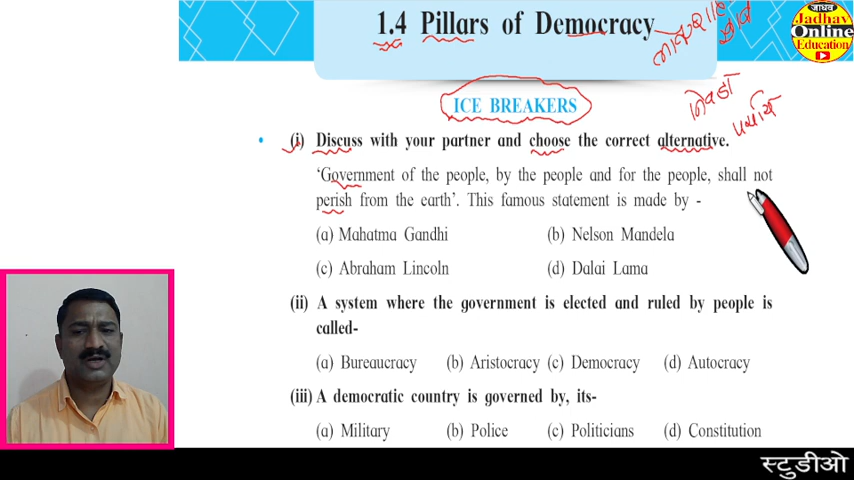 1.4 Pillars of Democracy
जाधव
Jadhav
Online
Education
निवडा
पर्याय
ICE BREAKERS
(i) Discuss with your partner and choose the correct alternative.
‘Government of the people, by the people and for the people, shall not
perish from the earth’. This famous statement is made by -
(a) Mahatma Gandhi (b) Nelson Mandela
(c) Abraham Lincoln (d) Dalai Lama
(ii) A system where the government is elected and ruled by people is
called-
(a) Bureaucracy (b) Aristocracy (c) Democracy (d) Autocracy
(iii) A democratic country is governed by, its-
(a) Military (b) Police (c) Politicians (d) Constitution
स्टुडीओ